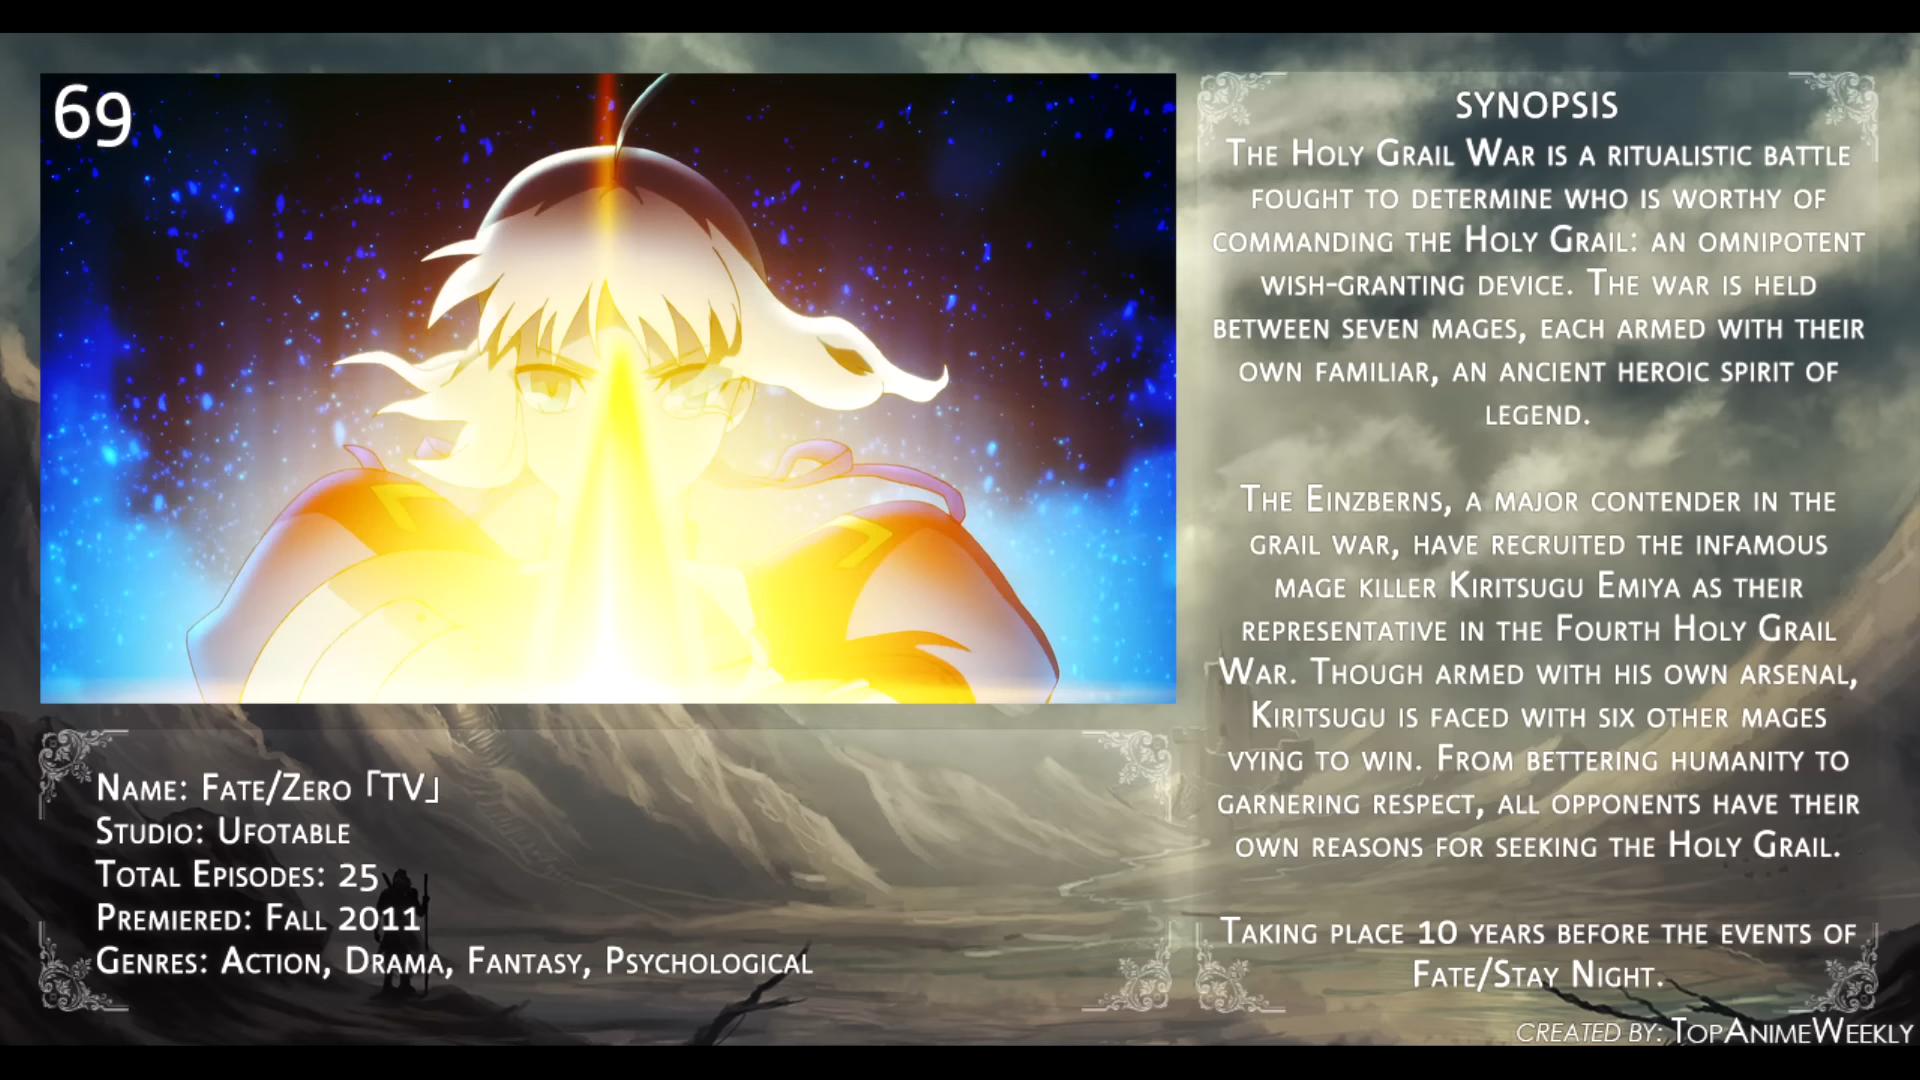 69
SYNOPSIS
The Holy Grail War is a ritualistic battle
fought to determine who is worthy of
commanding the Holy Grail: an omnipotent
wish-granting device. The war is held
between seven mages, each armed with their
own familiar, an ancient heroic spirit of
legend.
The Einzberns, a major contender in the
grail war, have recruited the infamous
mage killer Kiritsugu Emiya as their
representative in the Fourth Holy Grail
War. Though armed with his own arsenal,
Kiritsugu is faced with six other mages
vying to win. From bettering humanity to
garnering respect, all opponents have their
own reasons for seeking the Holy Grail.
Taking place 10 years before the events of
Fate/Stay Night.
Name: Fate/Zero 「TV」
Studio: Ufotable
Total Episodes: 25
Premiered: Fall 2011
Genres: Action, Drama, Fantasy, Psychological
CREATED BY: TopAnimeWeekly